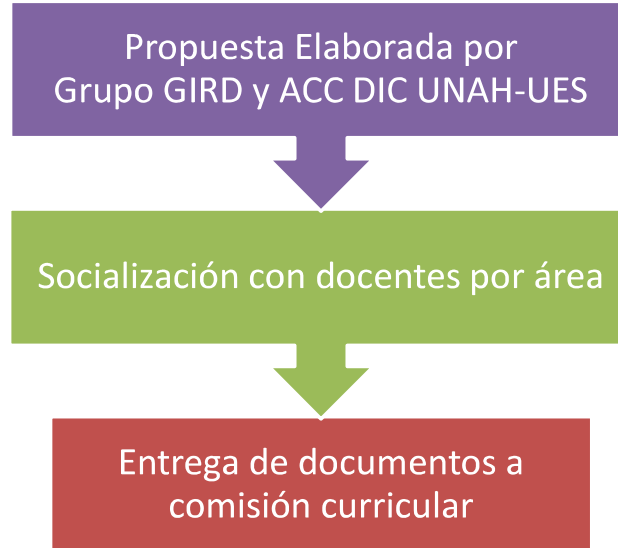 Propuesta Elaborada por
Grupo GIRD y ACC DIC UNAH-UES
Socialización con docentes por área
Entrega de documentos a
comisión curricular